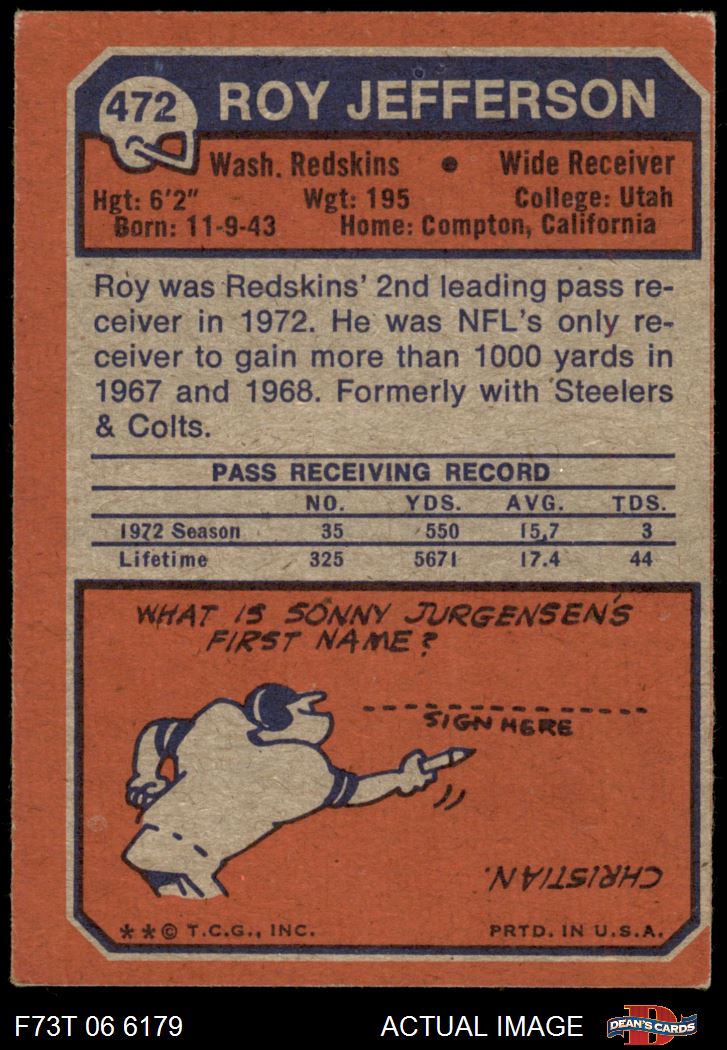 472
ROY JEFFERSON
Wash. Redskins • Wide Receiver
Hgt: 6'2" Wgt: 195 College: Utah
Born: 11-9-43 Home: Compton, California
Roy was Redskins' 2nd leading pass re-
ceiver in 1972. He was NFL's only re-
ceiver to gain more than 1000 yards in
1967 and 1968. Formerly with Steelers
& Colts.
PASS RECEIVING RECORD
NO. YDS. AVG. TDS.
1972 Season 35 550 15.7 3
Lifetime 325 5671 17.4 44
WHAT IS SONNY JURGENSEN'S
FIRST NAME?
SIGN HERE
CHRISTIAN.
** © T.C.G., INC. PRTD. IN U.S.A.
F73T 06 6179 ACTUAL IMAGE
D
DEAN'S CARDS